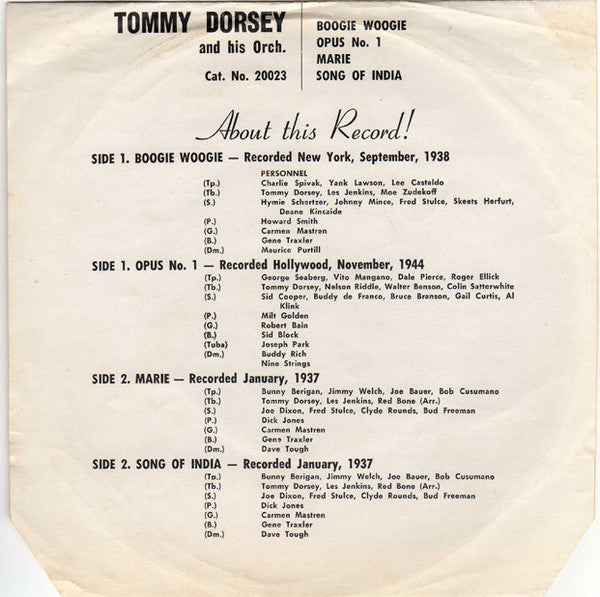 TOMMY DORSEY
and his Orch.
Cat. No. 20023
BOOGIE WOOGIE
OPUS No. 1
MARIE
SONG OF INDIA
About this Record!
SIDE 1. BOOGIE WOOGIE — Recorded New York, September, 1938
PERSONNEL
(Tp.) Charlie Spivak, Yank Lawson, Lee Castaldo
(Tb.) Tommy Dorsey, Les Jenkins, Moe Zudekoff
(S.) Hymie Schertzer, Johnny Mince, Fred Stulce, Skeets Herfurt,
Deane Kincaide
(P.) Howard Smith
(G.) Carmen Mastren
(B.) Gene Traxler
(Dm.) Maurice Purtill
SIDE 1. OPUS No. 1 — Recorded Hollywood, November, 1944
(Tp.) George Seaberg, Vito Mangano, Dale Pierce, Roger Ellick
(Tb.) Tommy Dorsey, Nelson Riddle, Walter Benson, Colin Satterwhite
(S.) Sid Cooper, Buddy de Franco, Bruce Branson, Gail Curtis, Al
Klink
(P.) Milt Golden
(G.) Robert Bain
(B.) Sid Block
(Tuba) Joseph Park
(Dm.) Buddy Rich
Nine Strings
SIDE 2. MARIE — Recorded January, 1937
(Tp.) Bunny Berigan, Jimmy Welch, Joe Bauer, Bob Cusumano
(Tb.) Tommy Dorsey, Les Jenkins, Red Bone (Arr.)
(S.) Joe Dixon, Fred Stulce, Clyde Rounds, Bud Freeman
(P.) Dick Jones
(G.) Carmen Mastren
(B.) Gene Traxler
(Dm.) Dave Tough
SIDE 2. SONG OF INDIA — Recorded January, 1937
(Tp.) Bunny Berigan, Jimmy Welch, Joe Bauer, Bob Cusumano
(Tb.) Tommy Dorsey, Les Jenkins, Red Bone (Arr.)
(S.) Joe Dixon, Fred Stulce, Clyde Rounds, Bud Freeman
(P.) Dick Jones
(G.) Carmen Mastren
(B.) Gene Traxler
(Dm.) Dave Tough